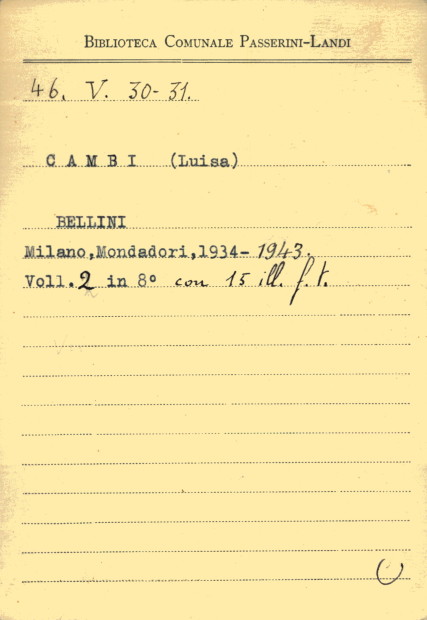 BIBLIOTECA COMUNALE PASSERINI-LANDI
46. V. 30-31.
CAMBI (Luisa)
BELLINI
Milano,Mondadori,1934-1943.
Voll.2 in 8° con 15 ill. f.t.